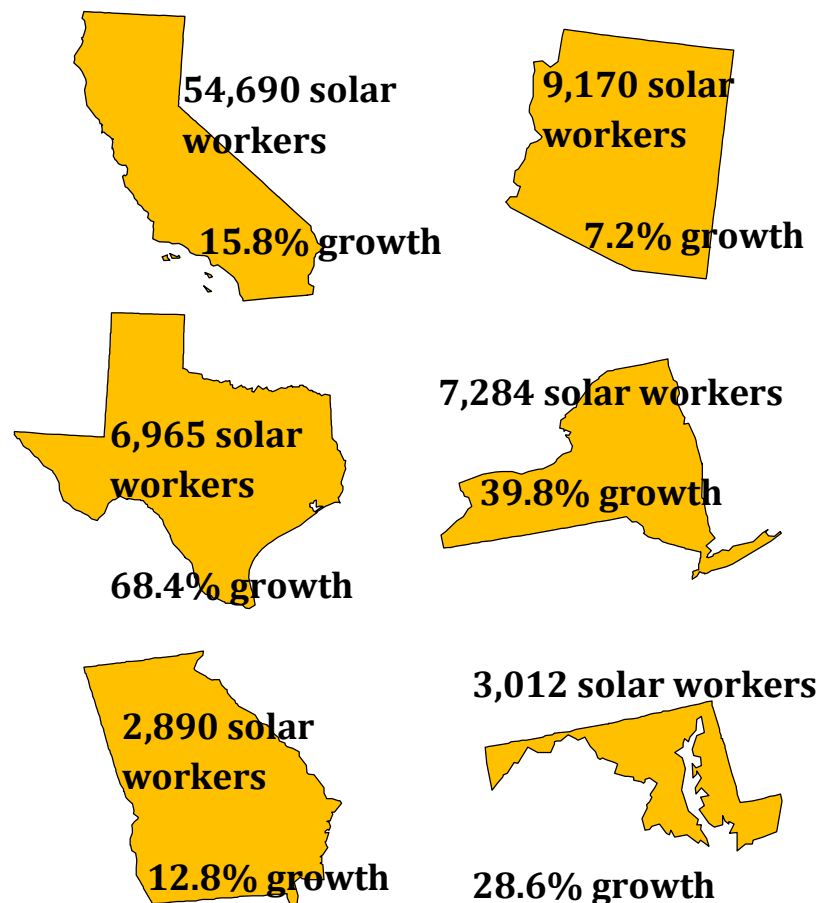 54,690 solar
workers
15.8% growth
9,170 solar
workers
7.2% growth
6,965 solar
workers
68.4% growth
7,284 solar workers
39.8% growth
2,890 solar
workers
12.8% growth
3,012 solar workers
28.6% growth